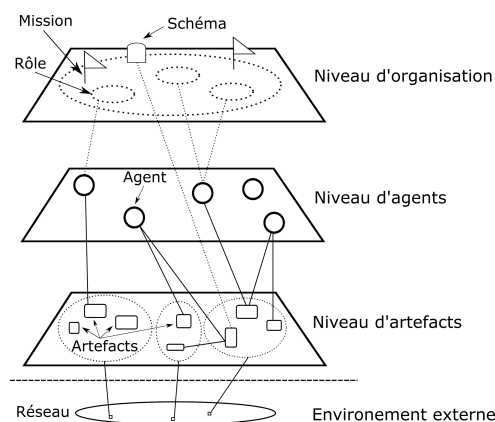 Mission
Schéma
Rôle
Niveau d'organisation
Agent
Niveau d'agents
Artefacts
Niveau d'artefacts
Réseau
Environement externe